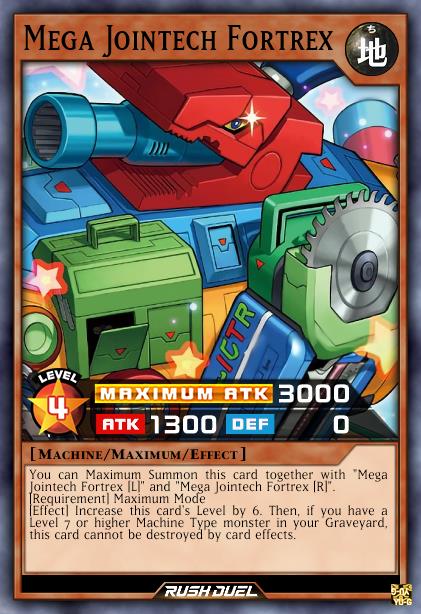 Mega Jointech Fortrex
ち
地
ICTR
LEVEL
4
MAXIMUM ATK 3000
ATK 1300 DEF 0
[Machine/Maximum/Effect]
You can Maximum Summon this card together with "Mega
Jointech Fortrex [L]" and "Mega Jointech Fortrex [R]".
[Requirement] Maximum Mode
[Effect] Increase this card's Level by 6. Then, if you have a
Level 7 or higher Machine Type monster in your Graveyard,
this card cannot be destroyed by card effects.
RUSH DUEL